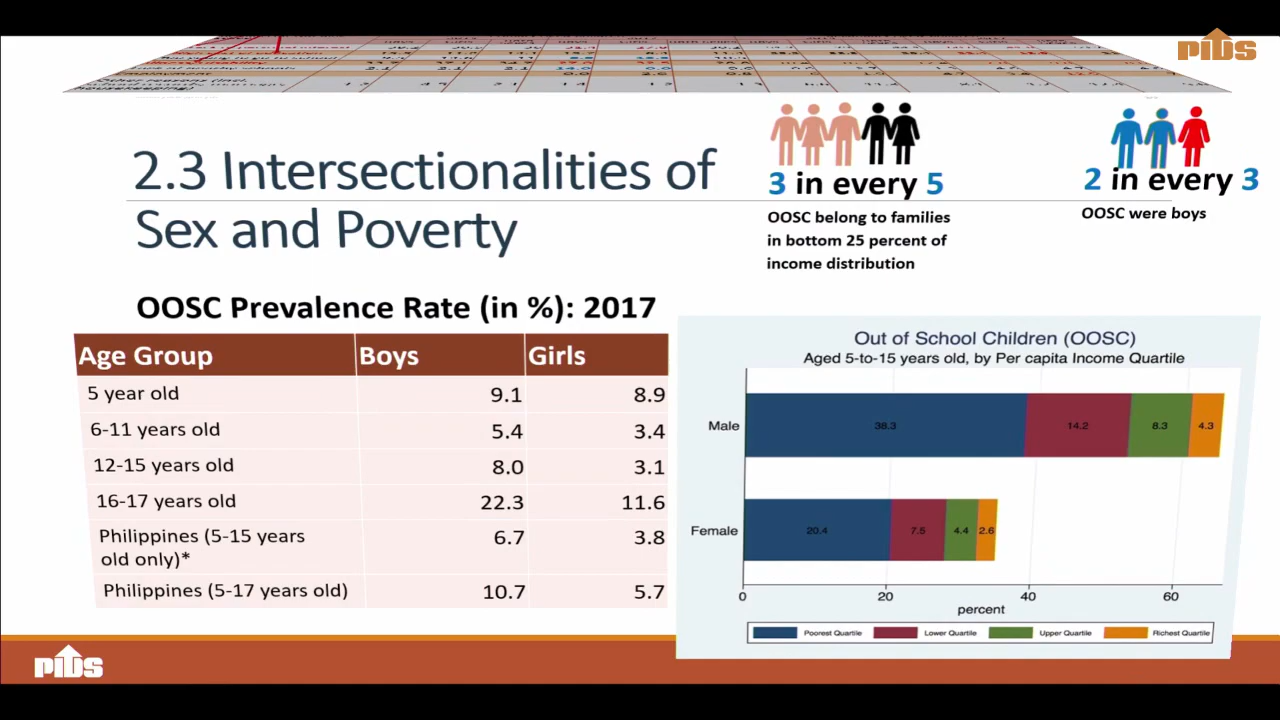 PIDS
2.3 Intersectionalities of
Sex and Poverty
3 in every 5
OOSC belong to families
in bottom 25 percent of
income distribution
2 in every 3
OOSC were boys
OOSC Prevalence Rate (in %): 2017
Age Group Boys Girls
5 year old 9.1 8.9
6-11 years old 5.4 3.4
12-15 years old 8.0 3.1
16-17 years old 22.3 11.6
Philippines (5-15 years
old only)* 6.7 3.8
Philippines (5-17 years old) 10.7 5.7
Out of School Children (OOSC)
Aged 5-to-15 years old, by Per capita Income Quartile
Male 38.3 14.2 8.3 4.3
Female 20.4 7.5 4.4 2.6
0 20 40 60
percent
Poorest Quartile Lower Quartile Upper Quartile Richest Quartile
PIDS